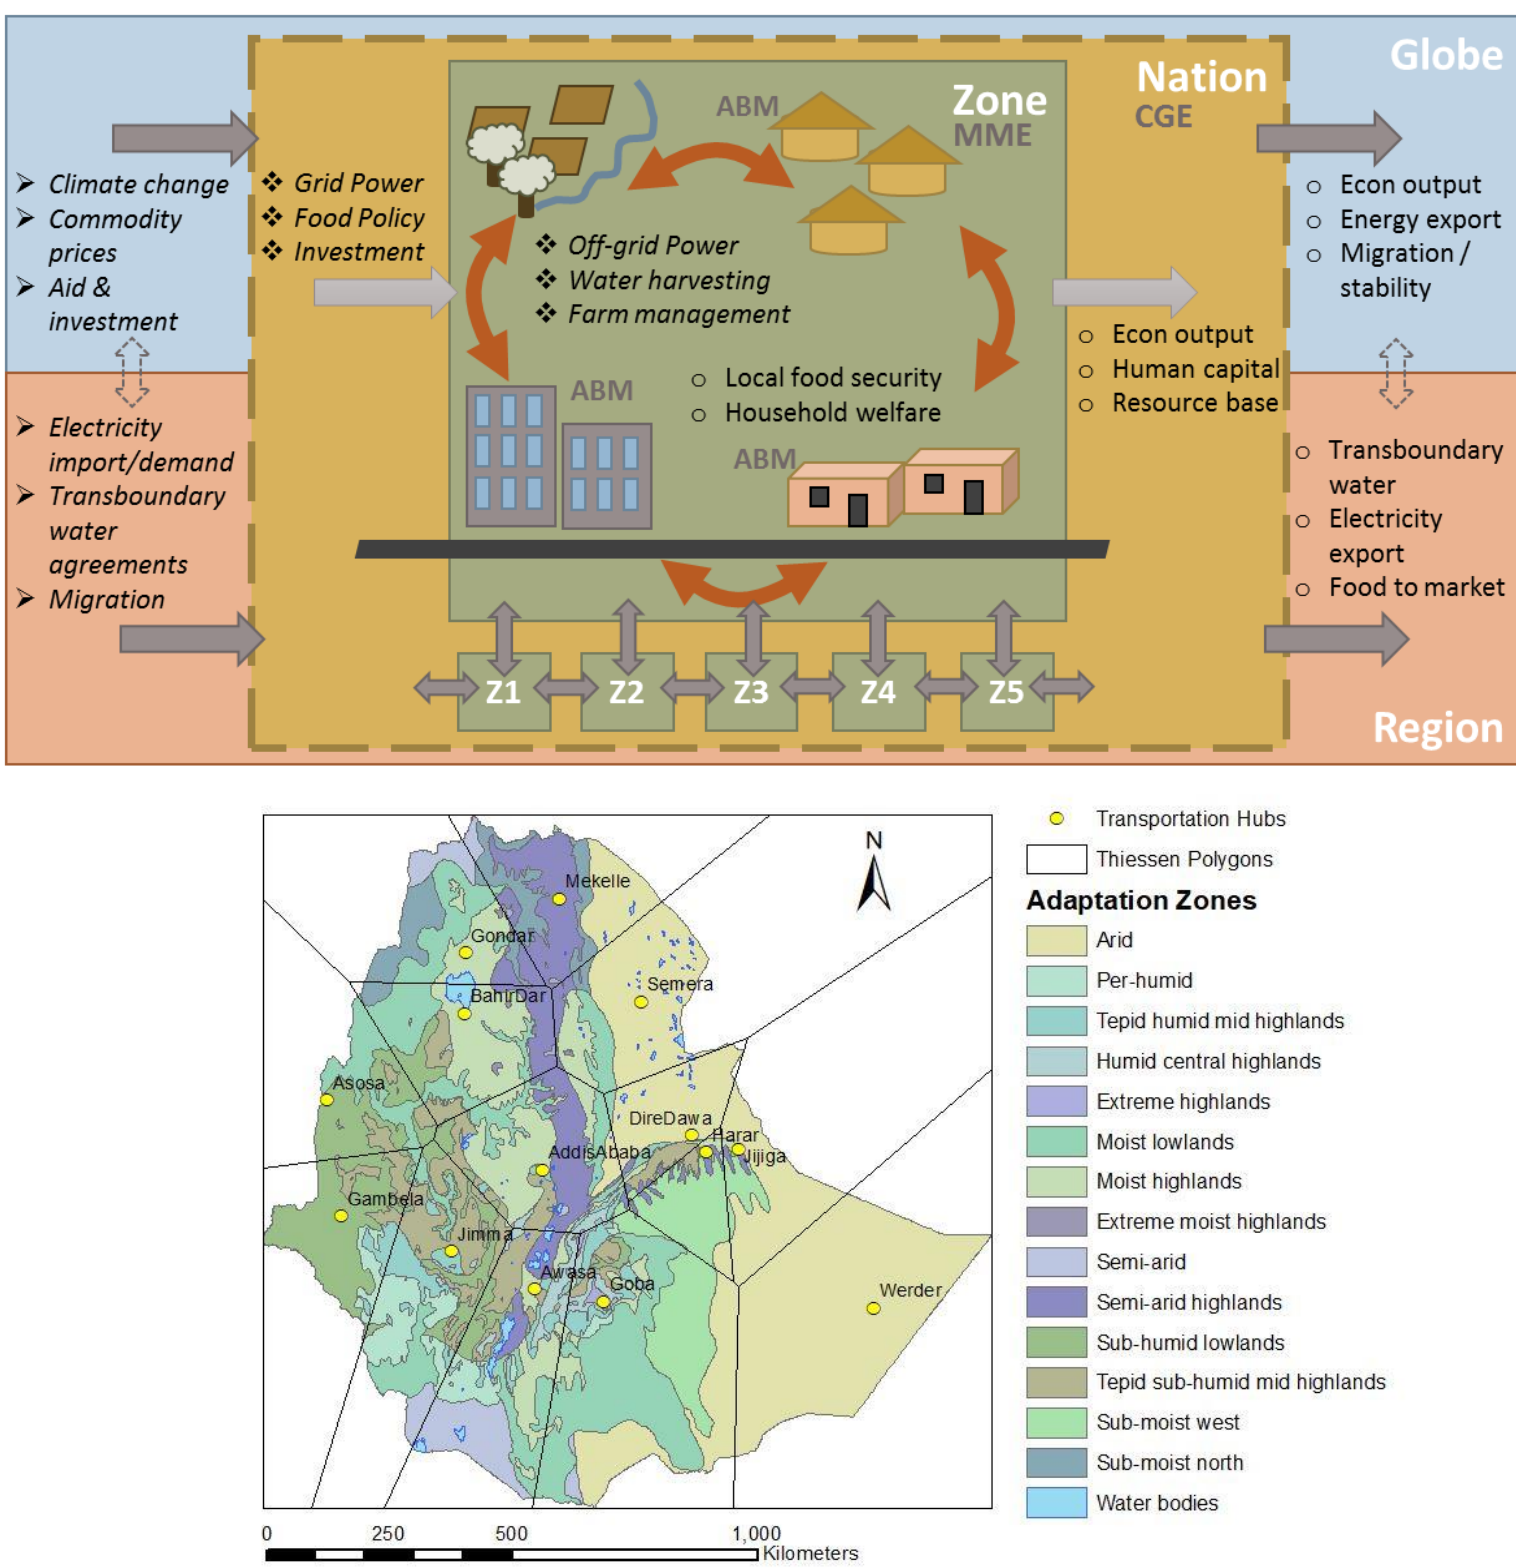 Globe
Nation
CGE
Zone
MME
ABM
➢ Climate change
➢ Commodity
prices
➢ Aid &
investment
❖ Grid Power
❖ Food Policy
❖ Investment
❖ Off-grid Power
❖ Water harvesting
❖ Farm management
o Econ output
o Energy export
o Migration /
stability
o Econ output
o Human capital
o Resource base
ABM
o Local food security
o Household welfare
ABM
➢ Electricity
import/demand
➢ Transboundary
water
agreements
➢ Migration
o Transboundary
water
o Electricity
export
o Food to market
Z1
Z2
Z3
Z4
Z5
Region
N
Mekelle
Gondar
BahirDar
Semera
Asosa
DireDawa
Harar
Jijiga
AddisAbaba
Gambela
Jimma
Awasa
Goba
Werder
0 250 500 1,000
Kilometers
Transportation Hubs
Thiessen Polygons
Adaptation Zones
Arid
Per-humid
Tepid humid mid highlands
Humid central highlands
Extreme highlands
Moist lowlands
Moist highlands
Extreme moist highlands
Semi-arid
Semi-arid highlands
Sub-humid lowlands
Tepid sub-humid mid highlands
Sub-moist west
Sub-moist north
Water bodies